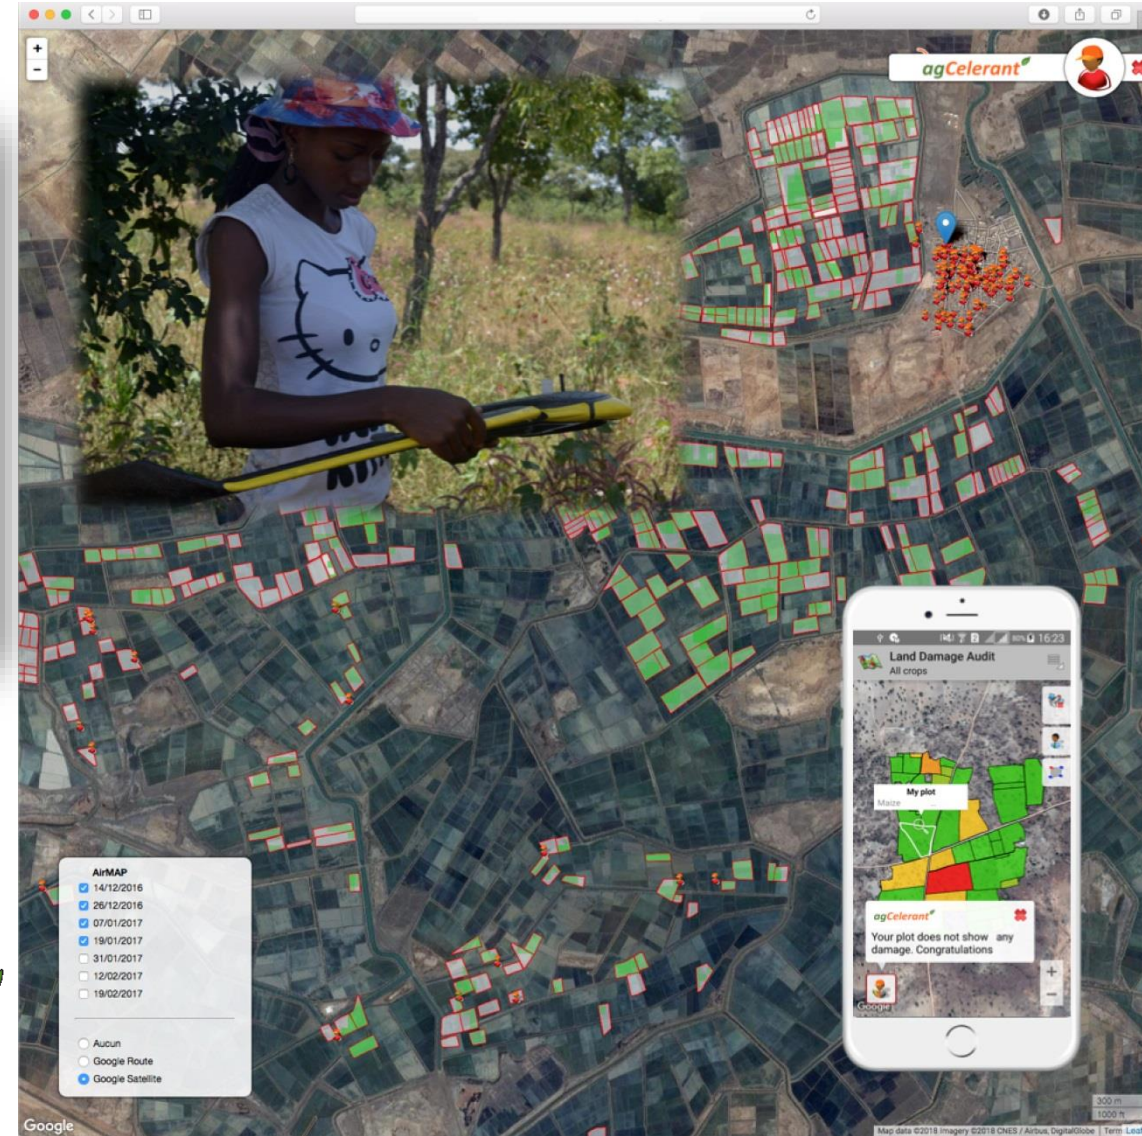 +
-
agCelerant
16:23
Land Damage Audit
All crops
My plot
Maize
agCelerant
Your plot does not show any
damage. Congratulations
+
-
Google
AirMAP
14/12/2016
26/12/2016
07/01/2017
19/01/2017
31/01/2017
12/02/2017
19/02/2017
Aucun
Google Route
Google Satellite
Google
300 m
1000 ft
Map data ©2018 Imagery ©2018 CNES / Airbus, DigitalGlobe | Term Leaf